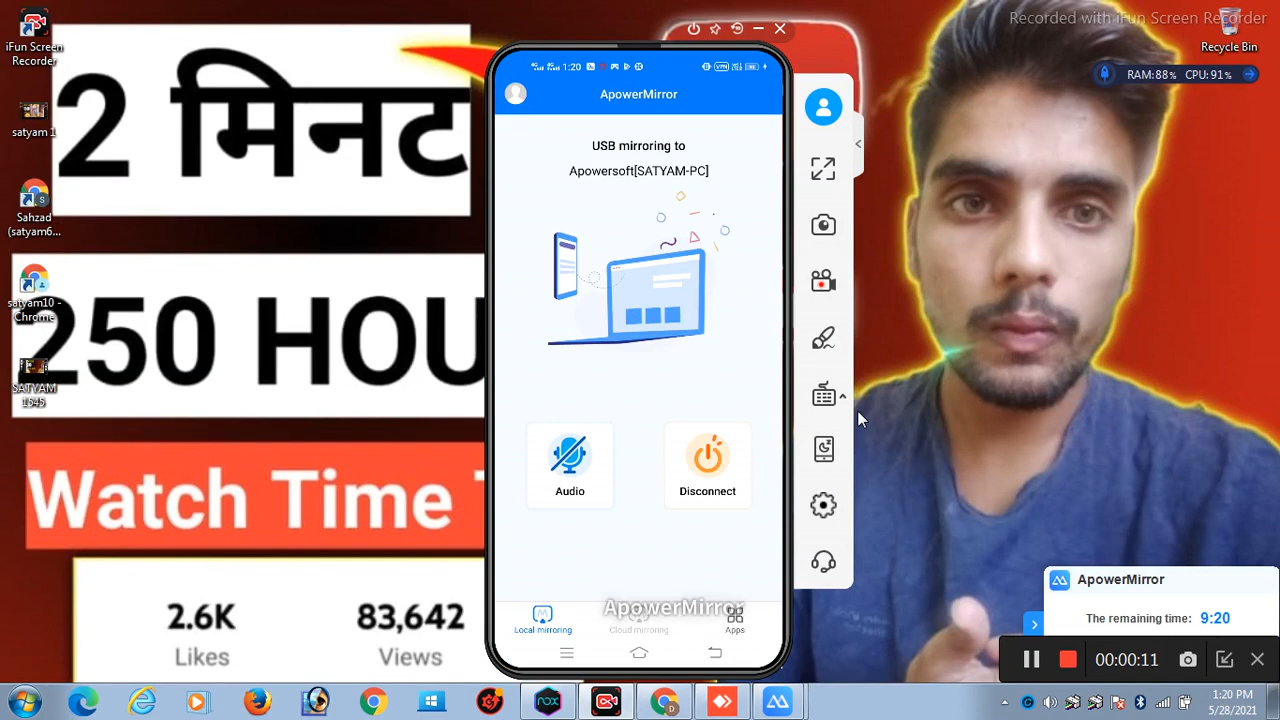 Recorded with iFun Screen Recorder
iFun Screen
Recorder
Recycle Bin
RAM:88% CPU:91%
2 मिनट
satyam 1
1:20
VPN
ApowerMirror
USB mirroring to
Apowersoft[SATYAM-PC]
Sahzad
(satyam6...
satyam10 -
Chrome
250 HOU
SATYAM
1545
Watch Time T
Audio
Disconnect
2.6K
Likes
83,642
Views
Local mirroring
Cloud mirroring
Apps
ApowerMirror
ApowerMirror
The remaining time: 9:20
00:00:11
nox
1:20 PM
5/28/2021